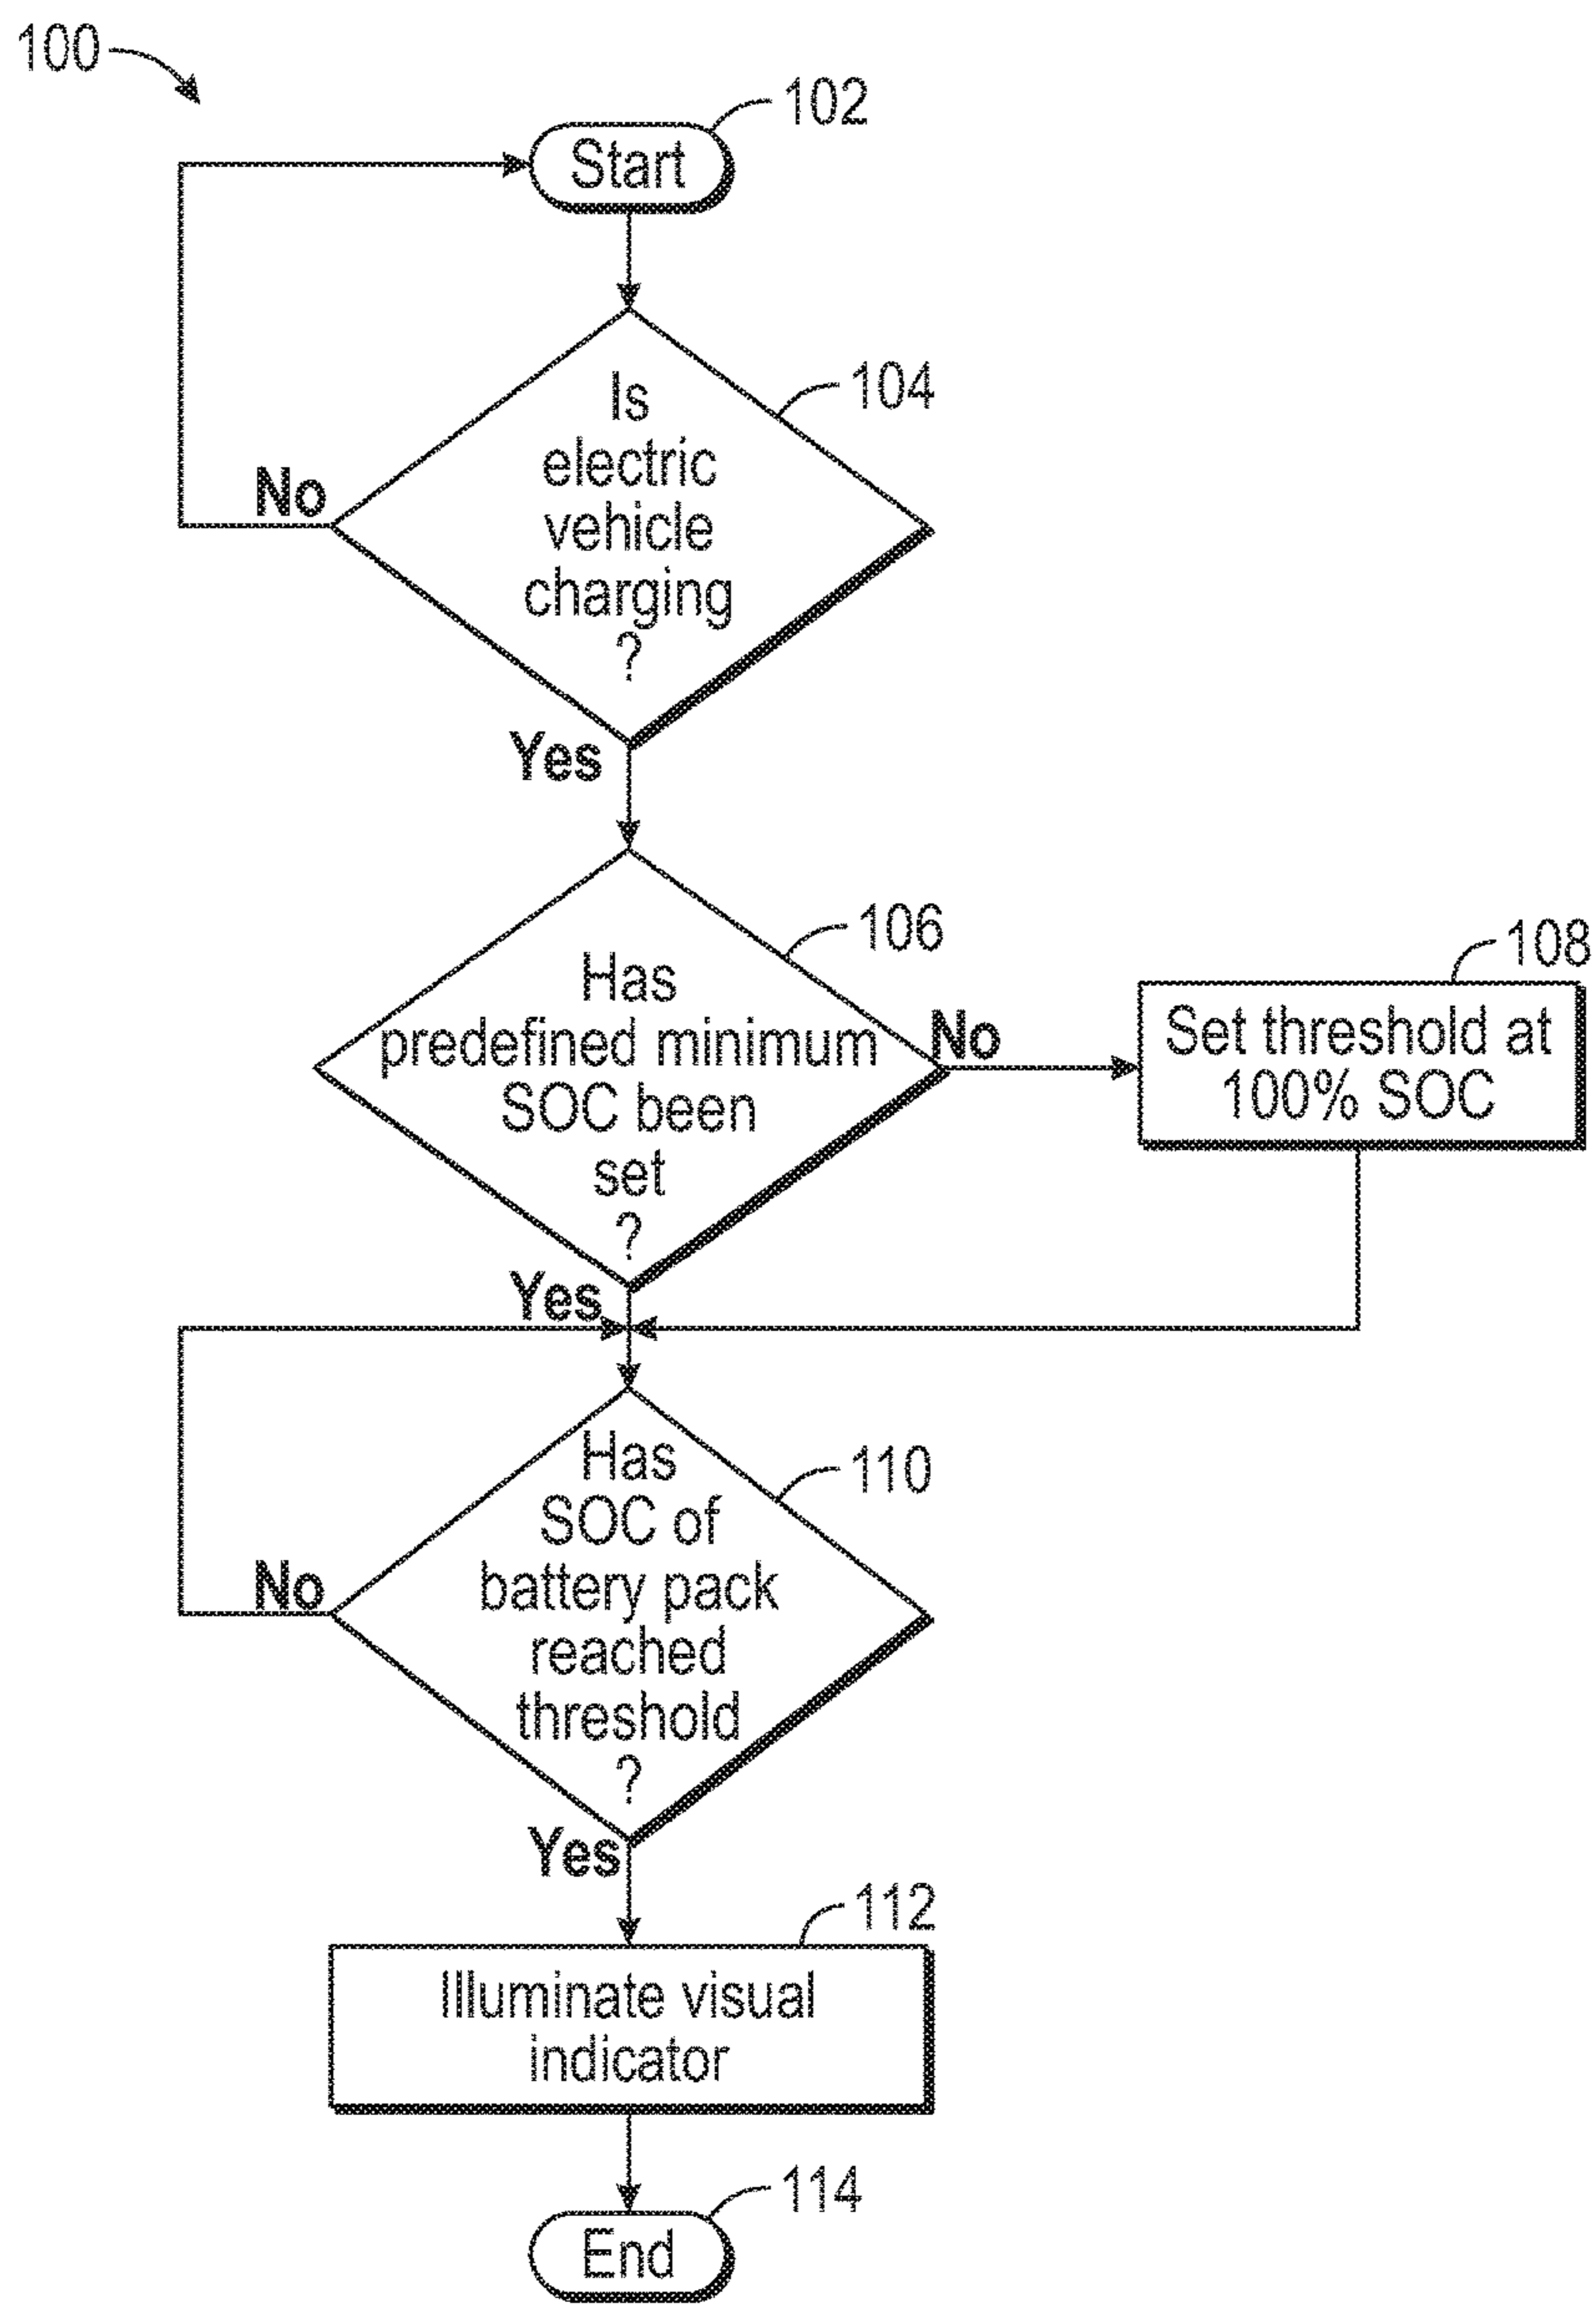 100
102
Start
104
Is
electric
vehicle
charging
?
No
Yes
106
Has
predefined minimum
SOC been
set
?
No
108
Set threshold at
100% SOC
Yes
110
Has
SOC of
battery pack
reached
threshold
?
No
Yes
112
Illuminate visual
indicator
114
End